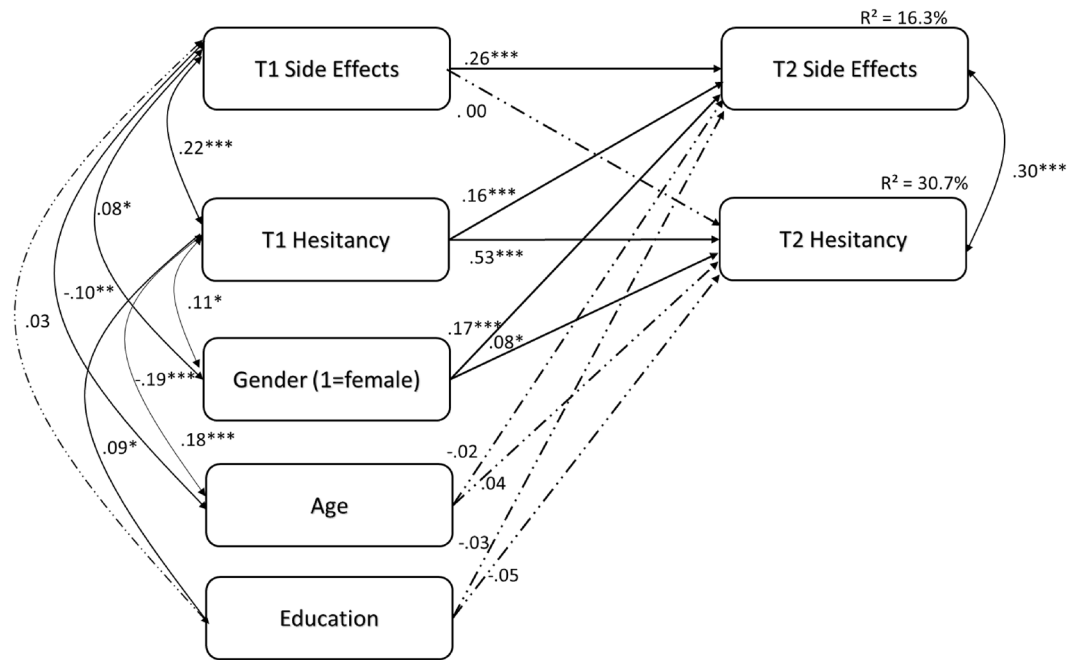 R² = 16.3%
T1 Side Effects
.26***
T2 Side Effects
. 00
.22***
.30***
R² = 30.7%
.16***
.08*
T1 Hesitancy
T2 Hesitancy
.53***
-.10**
.11*
.03
.17***
.08*
Gender (1=female)
-.19***
.18***
.09*
-.02
.04
Age
-.03
-.05
Education